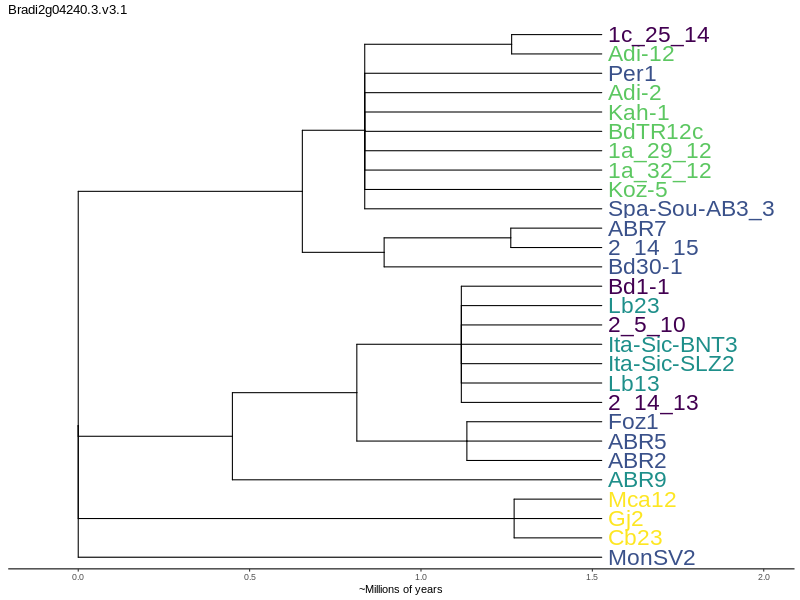 Bradi2g04240.3.v3.1
1c_25_14
Adi-12
Per1
Adi-2
Kah-1
BdTR12c
1a_29_12
1a_32_12
Koz-5
Spa-Sou-AB3_3
ABR7
2_14_15
Bd30-1
Bd1-1
Lb23
2_5_10
Ita-Sic-BNT3
Ita-Sic-SLZ2
Lb13
2_14_13
Foz1
ABR5
ABR2
ABR9
Mca12
Gj2
Cb23
MonSV2
0.0 0.5 1.0 1.5 2.0
~Millions of years